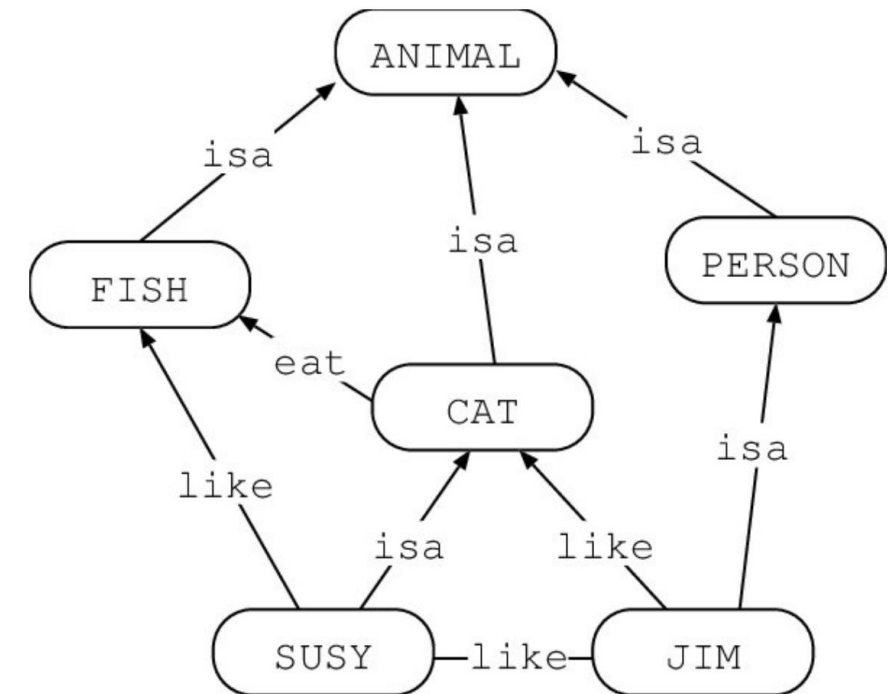 ANIMAL
isa
isa
isa
PERSON
FISH
eat
CAT
isa
like
isa
like
SUSY
like
JIM